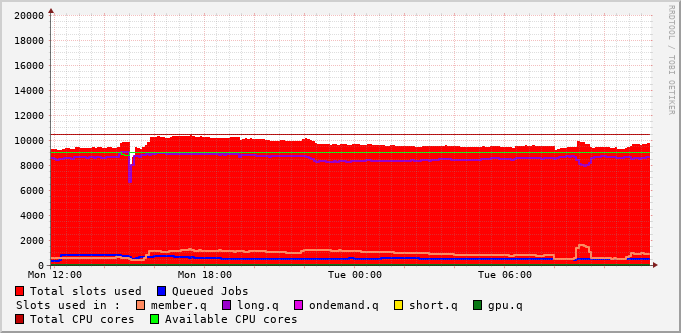 20000
18000
16000
14000
12000
10000
8000
6000
4000
2000
0
Mon 12:00 Mon 18:00 Tue 00:00 Tue 06:00
Total slots used Queued Jobs
Slots used in : member.q long.q ondemand.q short.q gpu.q
Total CPU cores Available CPU cores
RRDTOOL / TOBI OETIKER